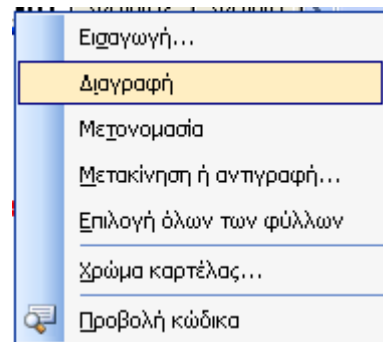 Εισαγωγή...
Διαγραφή
Μετονομασία
Μετακίνηση ή αντιγραφή...
Επιλογή όλων των φύλλων
Χρώμα καρτέλας...
Προβολή κώδικα